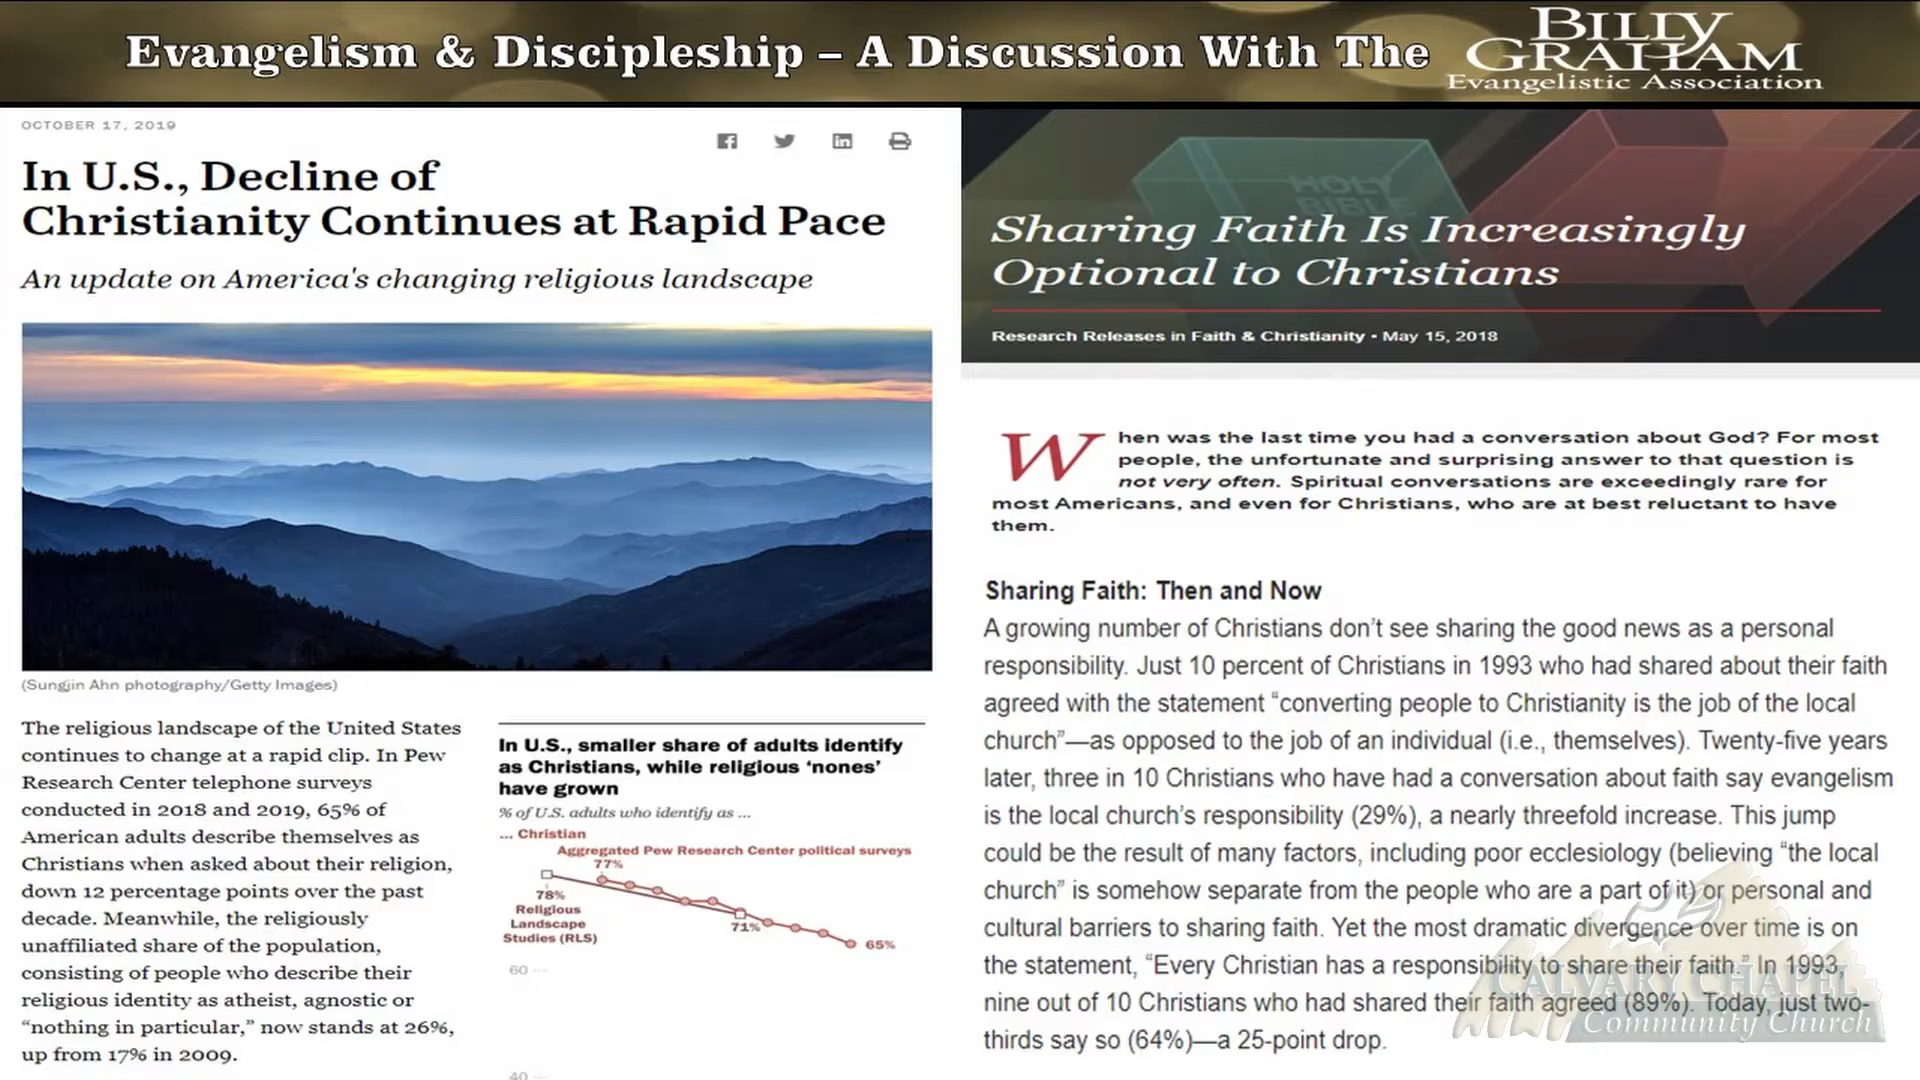 Evangelism & Discipleship – A Discussion With The
BILLY
GRAHAM
Evangelistic Association
OCTOBER 17, 2019
In U.S., Decline of
Christianity Continues at Rapid Pace
An update on America's changing religious landscape
(Sungjin Ahn photography/Getty Images)
The religious landscape of the United States
continues to change at a rapid clip. In Pew
Research Center telephone surveys
conducted in 2018 and 2019, 65% of
American adults describe themselves as
Christians when asked about their religion,
down 12 percentage points over the past
decade. Meanwhile, the religiously
unaffiliated share of the population,
consisting of people who describe their
religious identity as atheist, agnostic or
“nothing in particular,” now stands at 26%,
up from 17% in 2009.
In U.S., smaller share of adults identify
as Christians, while religious ‘nones’
have grown
% of U.S. adults who identify as ...
... Christian
Aggregated Pew Research Center political surveys
77%
78%
Religious
Landscape
Studies (RLS)
71%
65%
60
40
HOLY
BIBLE
Sharing Faith Is Increasingly
Optional to Christians
Research Releases in Faith & Christianity • May 15, 2018
When was the last time you had a conversation about God? For most
people, the unfortunate and surprising answer to that question is
not very often. Spiritual conversations are exceedingly rare for
most Americans, and even for Christians, who are at best reluctant to have
them.
Sharing Faith: Then and Now
A growing number of Christians don’t see sharing the good news as a personal
responsibility. Just 10 percent of Christians in 1993 who had shared about their faith
agreed with the statement “converting people to Christianity is the job of the local
church”—as opposed to the job of an individual (i.e., themselves). Twenty-five years
later, three in 10 Christians who have had a conversation about faith say evangelism
is the local church’s responsibility (29%), a nearly threefold increase. This jump
could be the result of many factors, including poor ecclesiology (believing “the local
church” is somehow separate from the people who are a part of it) or personal and
cultural barriers to sharing faith. Yet the most dramatic divergence over time is on
the statement, “Every Christian has a responsibility to share their faith.” In 1993,
nine out of 10 Christians who had shared their faith agreed (89%). Today, just two-
thirds say so (64%)—a 25-point drop.
CALVARY CHAPEL
Community Church